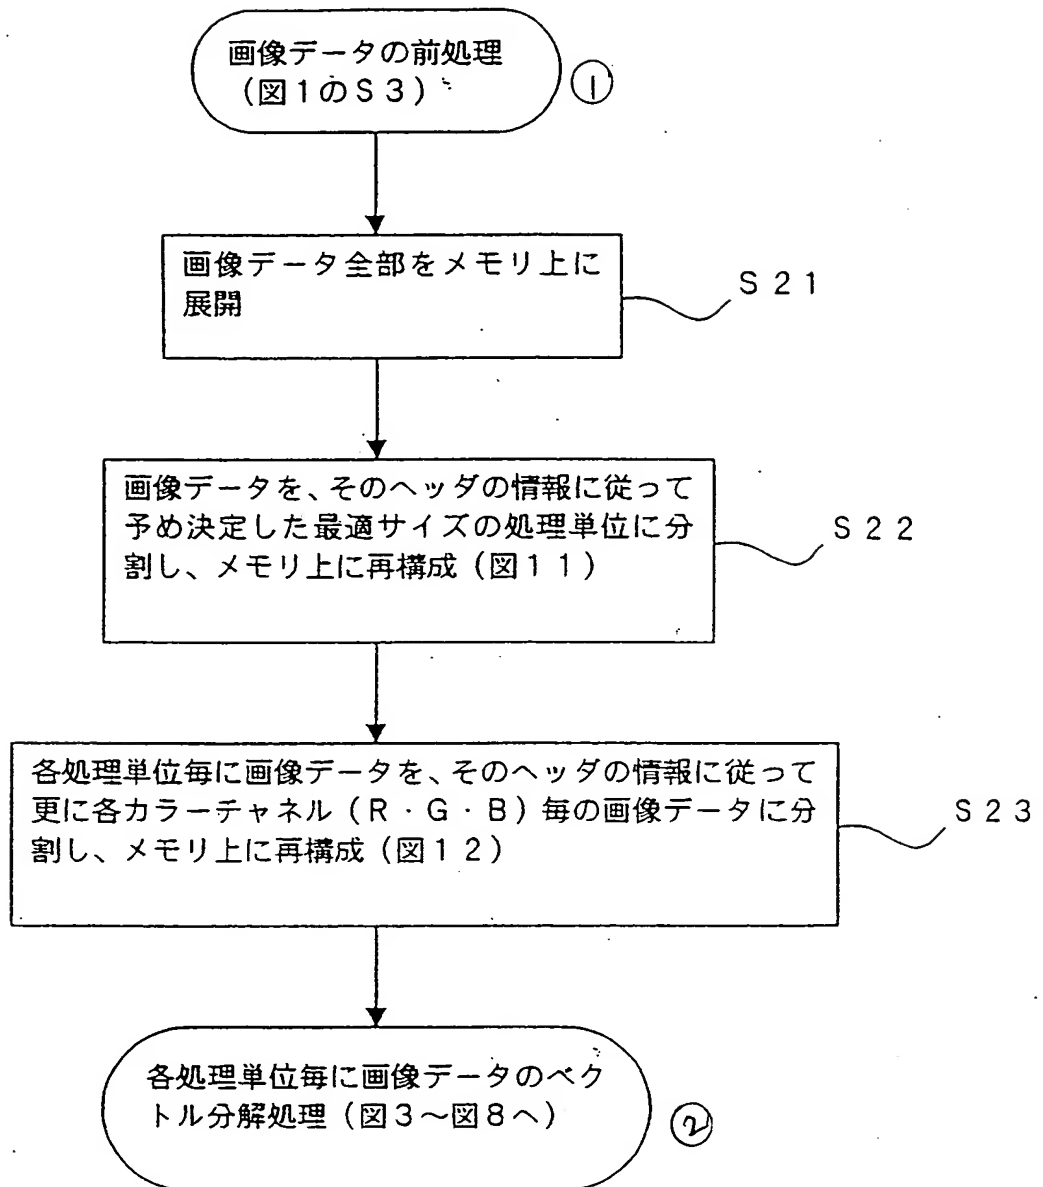 画像データの前処理
（図１のＳ３）
①
画像データ全部をメモリ上に
展開
Ｓ２１
画像データを、そのヘッダの情報に従って
予め決定した最適サイズの処理単位に分
割し、メモリ上に再構成（図１１）
Ｓ２２
各処理単位毎に画像データを、そのヘッダの情報に従って
更に各カラーチャネル（Ｒ・Ｇ・Ｂ）毎の画像データに分
割し、メモリ上に再構成（図１２）
Ｓ２３
各処理単位毎に画像データのベク
トル分解処理（図３～図８へ）
②